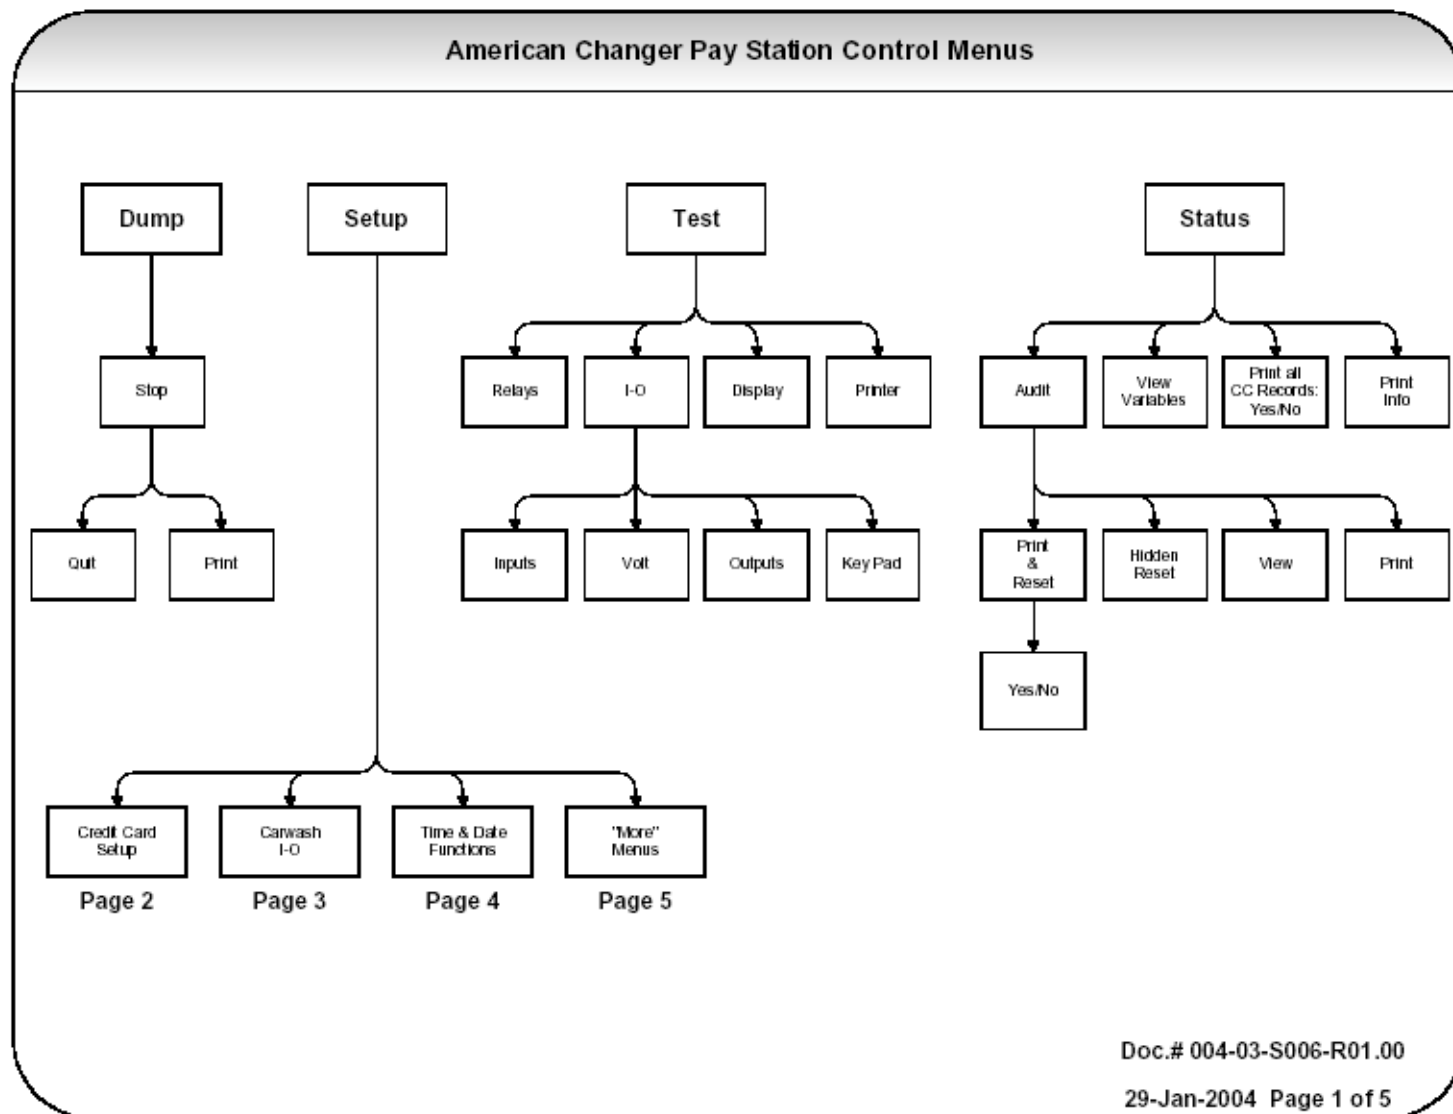 American Changer Pay Station Control Menus
Dump
Setup
Test
Status
Stop
Relays
I-O
Display
Printer
Audit
View
Variables
Print all
CC Records:
Yes/No
Print
Info
Quit
Print
Inputs
Volt
Outputs
Key Pad
Print
&
Reset
Hidden
Reset
View
Print
Yes/No
Credit Card
Setup
Carwash
I-O
Time & Date
Functions
"More"
Menus
Page 2
Page 3
Page 4
Page 5
Doc.# 004-03-S006-R01.00
29-Jan-2004 Page 1 of 5